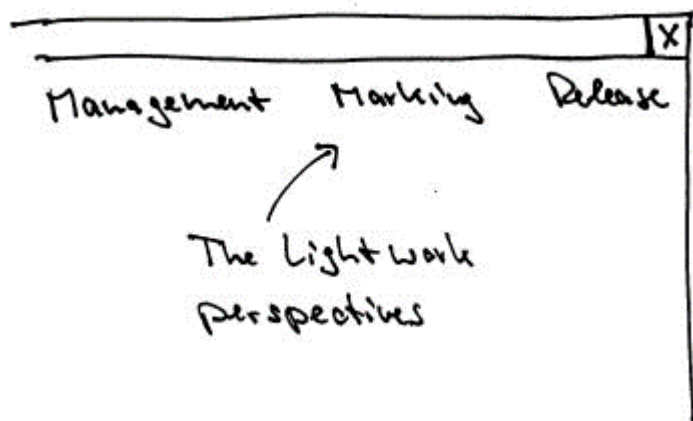 X
Management Marking Release
The Lightwork
perspectives